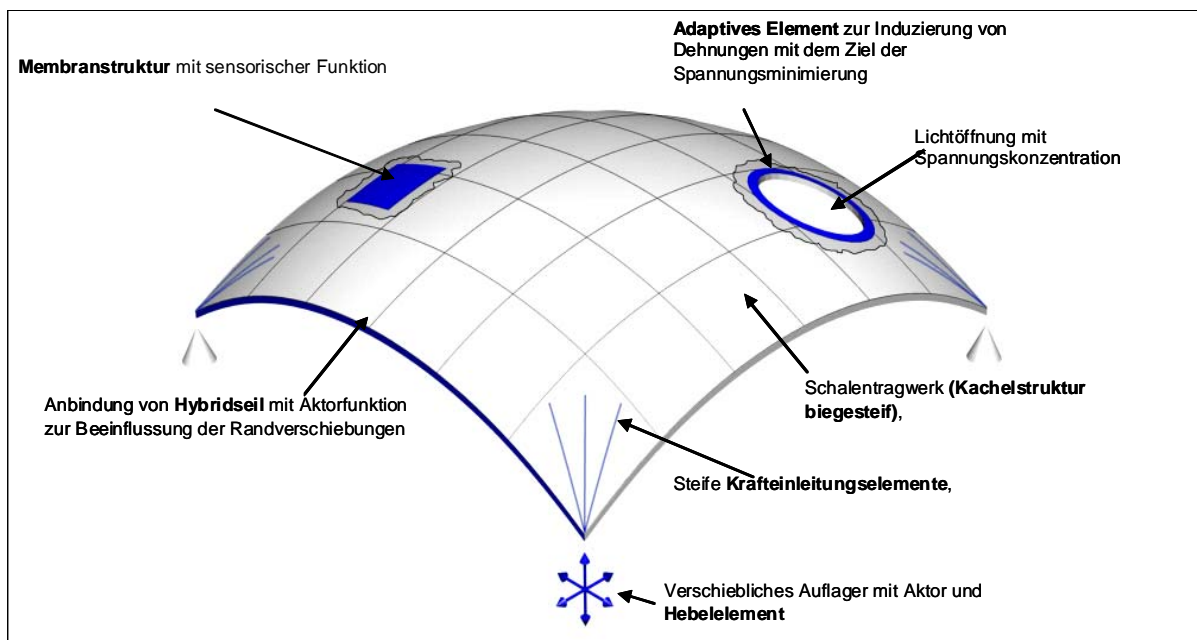 Membranstruktur mit sensorischer Funktion
Adaptives Element zur Induzierung von
Dehnungen mit dem Ziel der
Spannungsminimierung
Lichtöffnung mit
Spannungskonzentration
Anbindung von Hybridseil mit Aktorfunktion
zur Beeinflussung der Randverschiebungen
Schalentragwerk (Kachelstruktur
biegesteif),
Steife Krafteinleitungselemente,
Verschiebliches Auflager mit Aktor und
Hebelelement